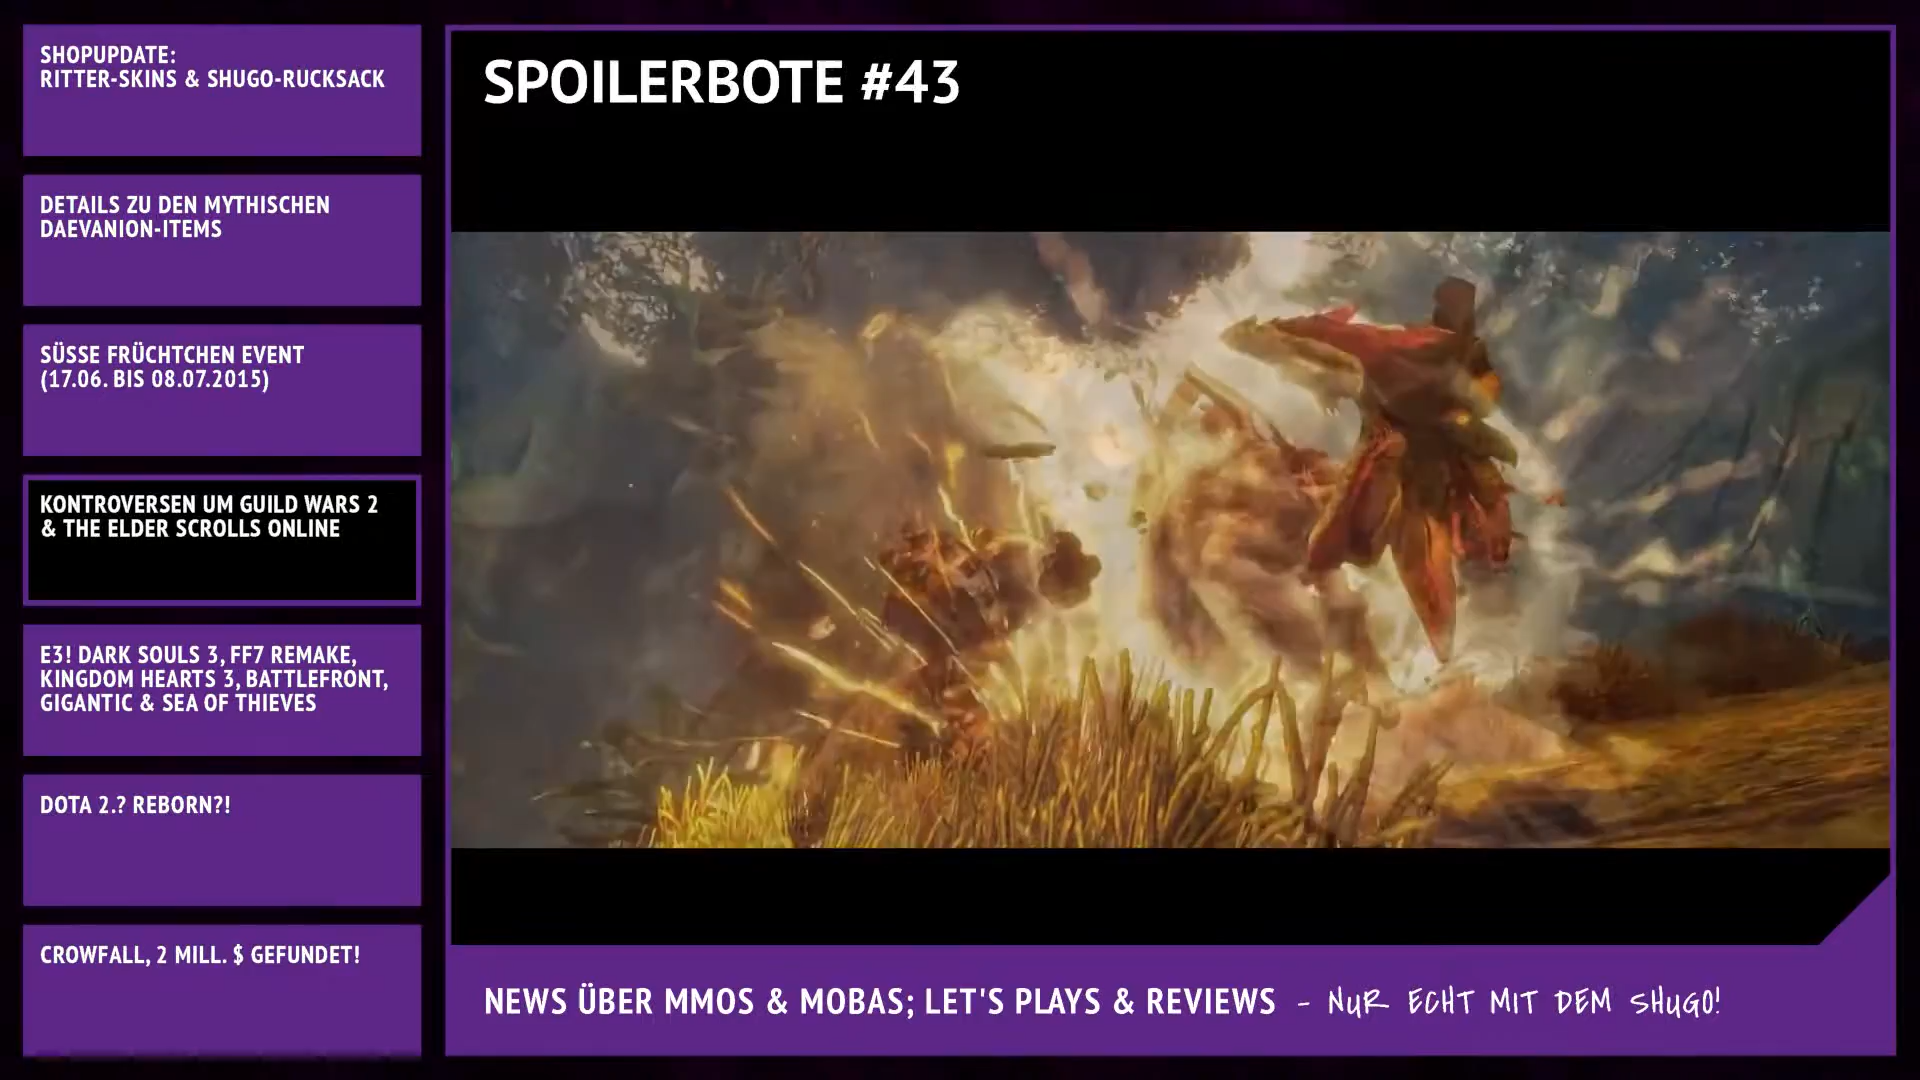 SHOPUPDATE:
RITTER-SKINS & SHUGO-RUCKSACK
DETAILS ZU DEN MYTHISCHEN
DAEVANION-ITEMS
SÜSSE FRÜCHTCHEN EVENT
(17.06. BIS 08.07.2015)
KONTROVERSEN UM GUILD WARS 2
& THE ELDER SCROLLS ONLINE
E3! DARK SOULS 3, FF7 REMAKE,
KINGDOM HEARTS 3, BATTLEFRONT,
GIGANTIC & SEA OF THIEVES
DOTA 2.? REBORN?!
CROWFALL, 2 MILL. $ GEFUNDET!
SPOILERBOTE #43
NEWS ÜBER MMOS & MOBAS; LET'S PLAYS & REVIEWS - NUR ECHT MIT DEM SHUGO!